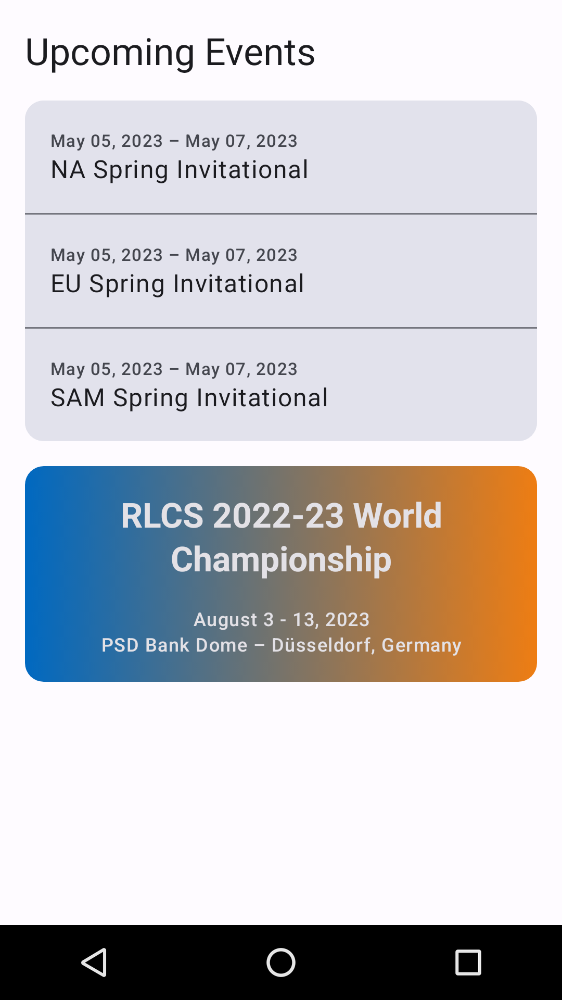 Upcoming Events
May 05, 2023 – May 07, 2023
NA Spring Invitational
May 05, 2023 – May 07, 2023
EU Spring Invitational
May 05, 2023 – May 07, 2023
SAM Spring Invitational
RLCS 2022-23 World
Championship
August 3 - 13, 2023
PSD Bank Dome – Düsseldorf, Germany